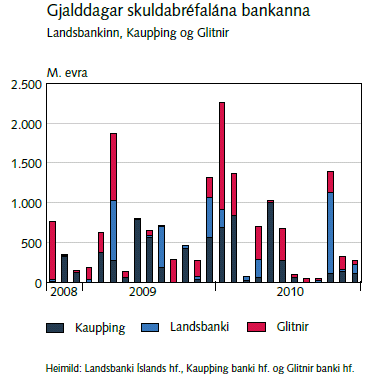 Gjalddagar skuldabréfalána bankanna
Landsbankinn, Kaupþing og Glitnir
M. evra
2.500
2.000
1.500
1.000
500
0
2008 2009 2010
Kaupþing Landsbanki Glitnir
Heimild: Landsbanki Íslands hf., Kaupþing banki hf. og Glitnir banki hf.